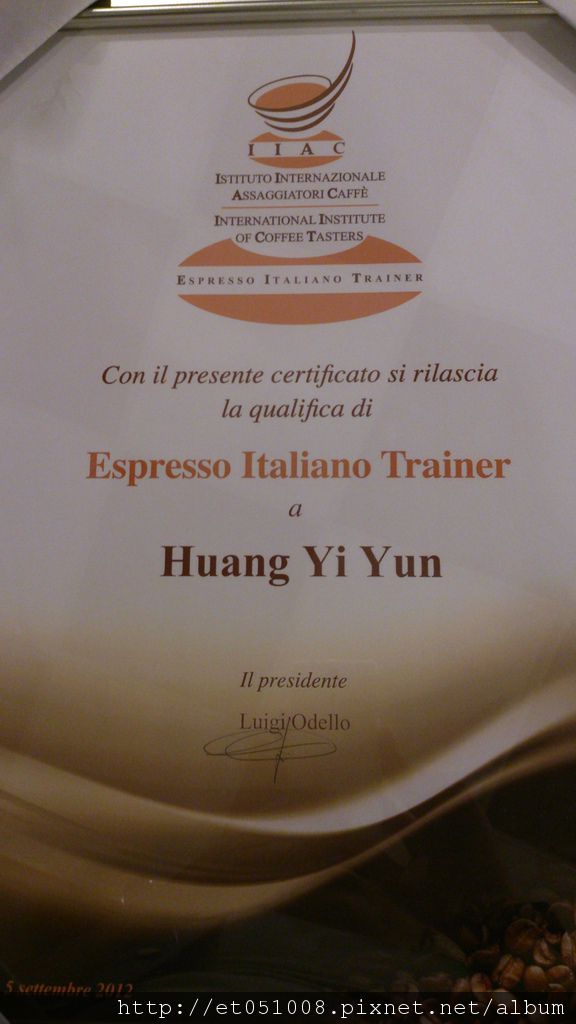 IIAC
ISTITUTO INTERNAZIONALE
ASSAGGIATORI CAFFÈ
INTERNATIONAL INSTITUTE
OF COFFEE TASTERS
ESPRESSO ITALIANO TRAINER
Con il presente certificato si rilascia
la qualifica di
Espresso Italiano Trainer
a
Huang Yi Yun
Il presidente
Luigi Odello
5 settembre 2012
http://et051008.pixnet.net/album